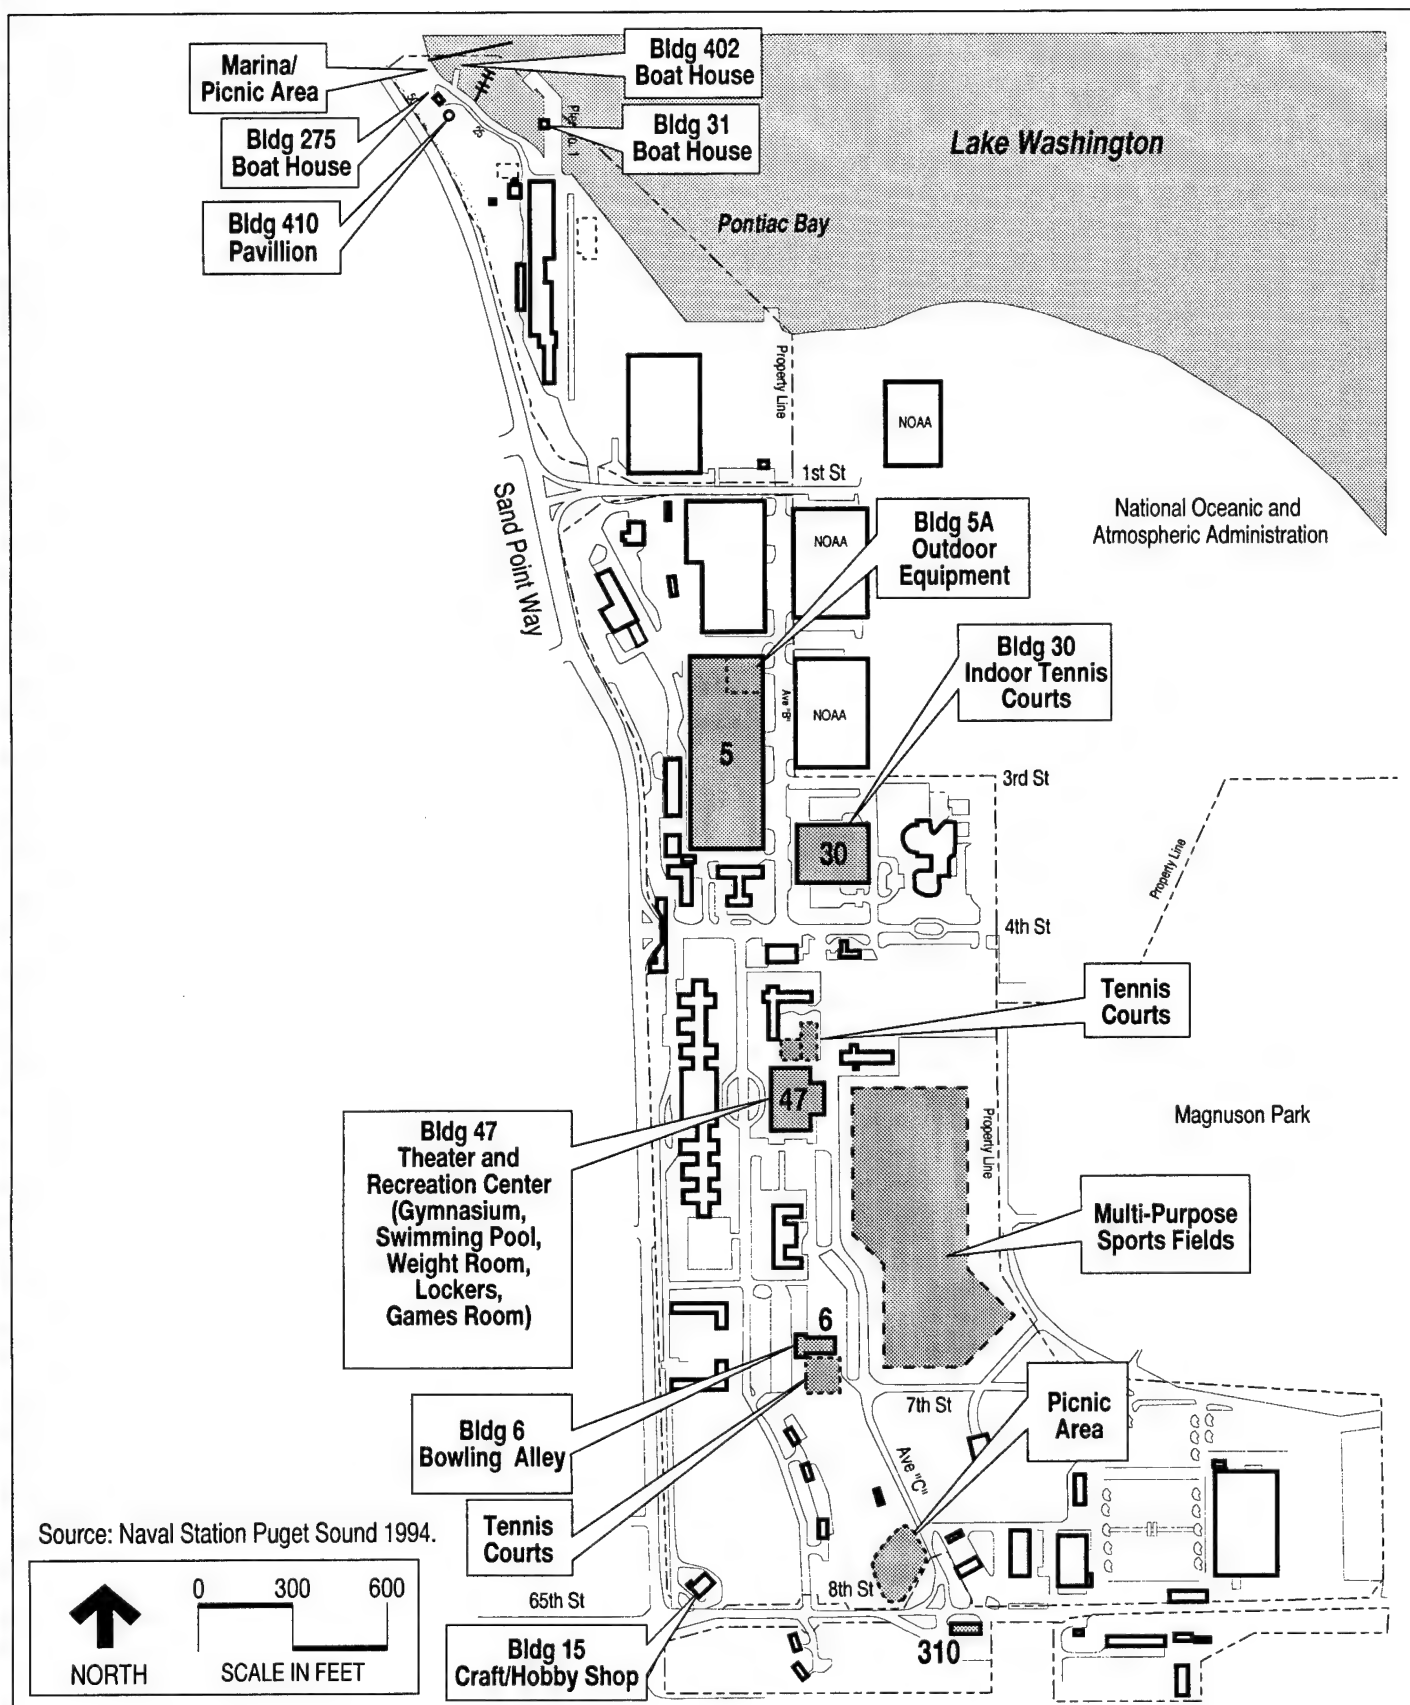 Marina/
Picnic Area
Bldg 402
Boat House
Bldg 275
Boat House
Bldg 31
Boat House
Bldg 410
Pavillion
Lake Washington
Pontiac Bay
Property Line
NOAA
1st St
Sand Point Way
National Oceanic and
Atmospheric Administration
Bldg 5A
Outdoor
Equipment
NOAA
Bldg 30
Indoor Tennis
Courts
Ave "B"
NOAA
5
3rd St
30
Property Line
4th St
Tennis
Courts
47
Bldg 47
Theater and
Recreation Center
(Gymnasium,
Swimming Pool,
Weight Room,
Lockers,
Games Room)
Property Line
Magnuson Park
Multi-Purpose
Sports Fields
6
7th St
Picnic
Area
Bldg 6
Bowling Alley
Ave "C"
Tennis
Courts
Source: Naval Station Puget Sound 1994.
0 300 600
NORTH
SCALE IN FEET
65th St
8th St
310
Bldg 15
Craft/Hobby Shop